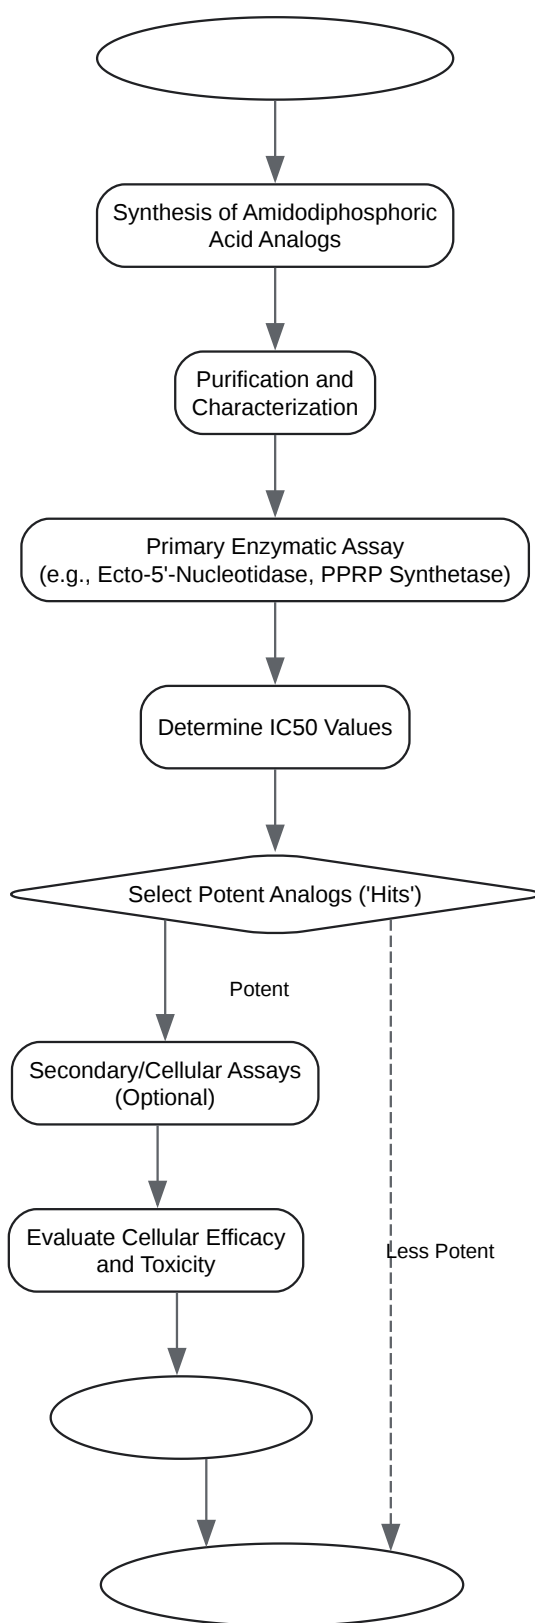 Synthesis of Amidodiphosphoric
Acid Analogs
Purification and
Characterization
Primary Enzymatic Assay
(e.g., Ecto-5'-Nucleotidase, PPRP Synthetase)
Determine IC50 Values
Select Potent Analogs ('Hits')
Potent
Secondary/Cellular Assays
(Optional)
Evaluate Cellular Efficacy
and Toxicity
Less Potent